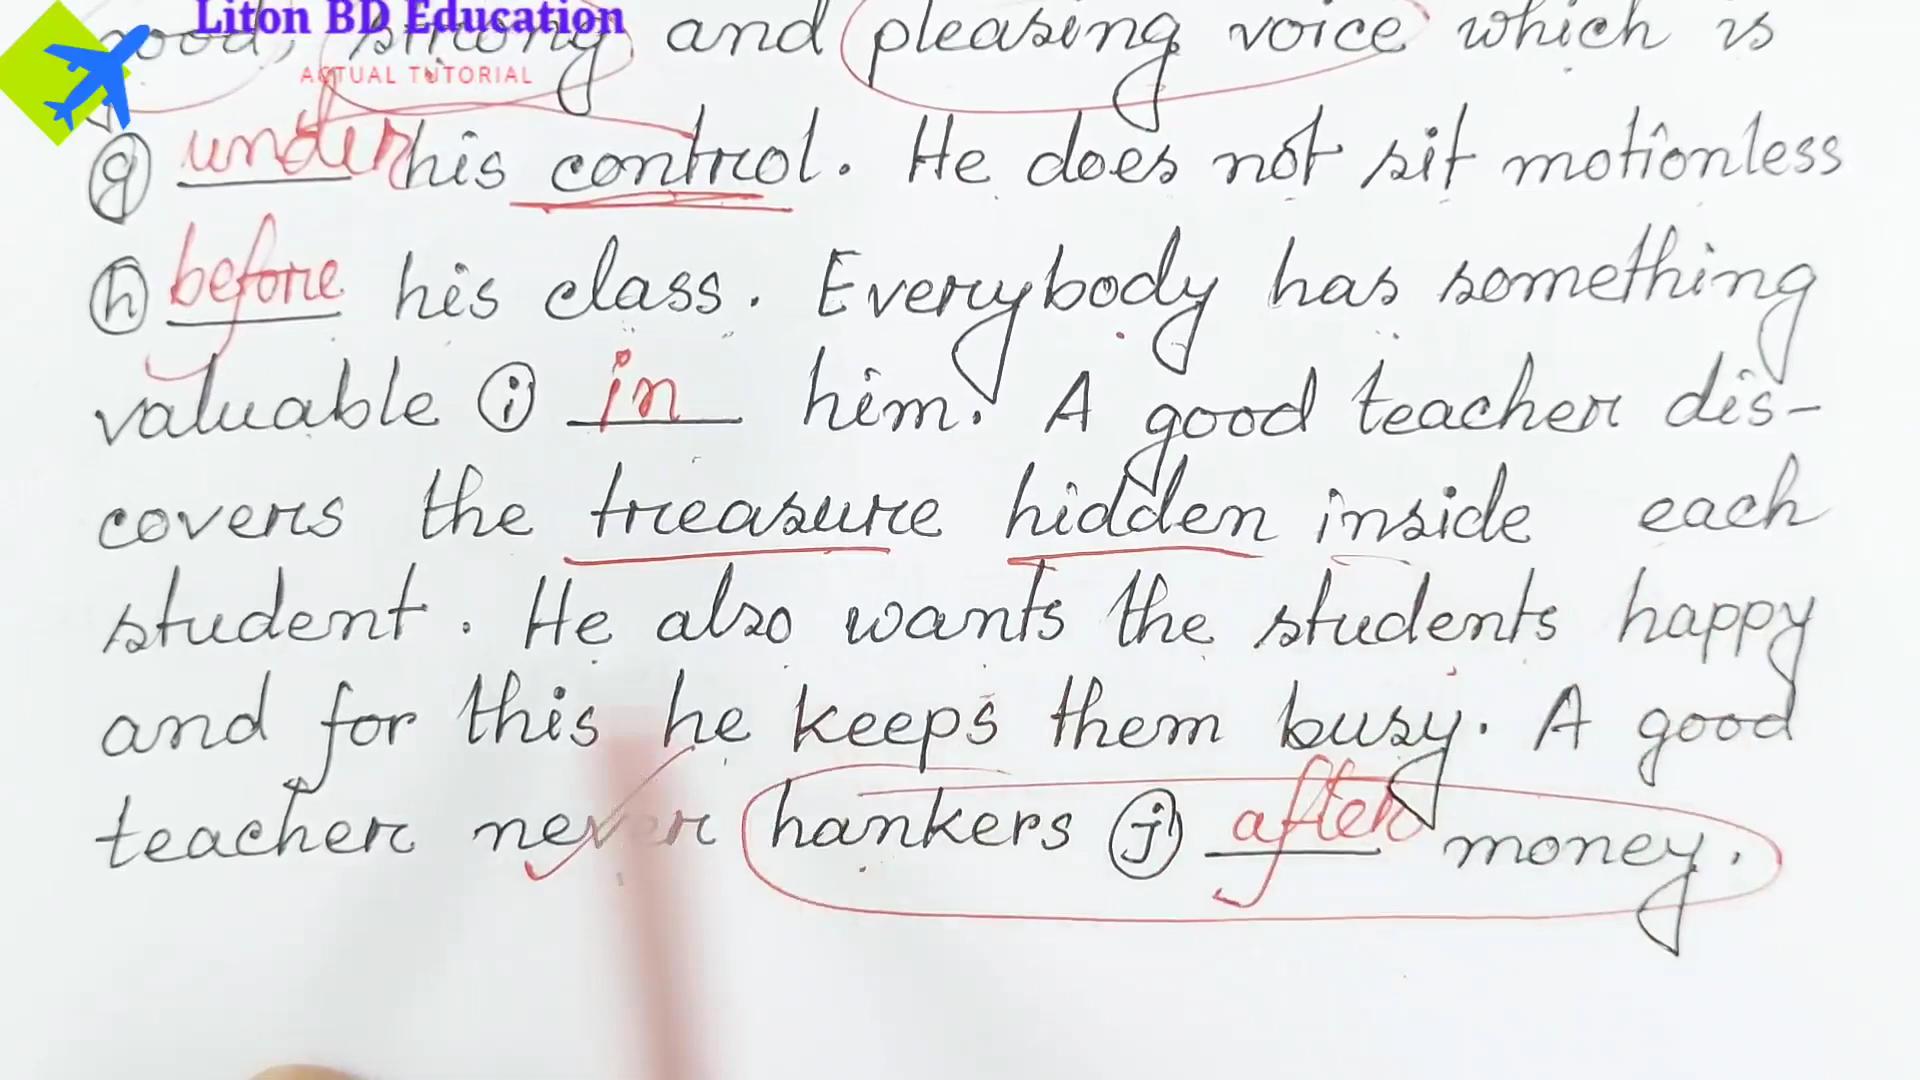 Liton BD Education
ACTUAL TUTORIAL
good, strong and pleasing voice which is
(g) under his control. He does not sit motionless
(h) before his class. Everybody has something
valuable (i) in him. A good teacher dis-
covers the treasure hidden inside each
student. He also wants the students happy
and for this he keeps them busy. A good
teacher never hankers (j) after money.